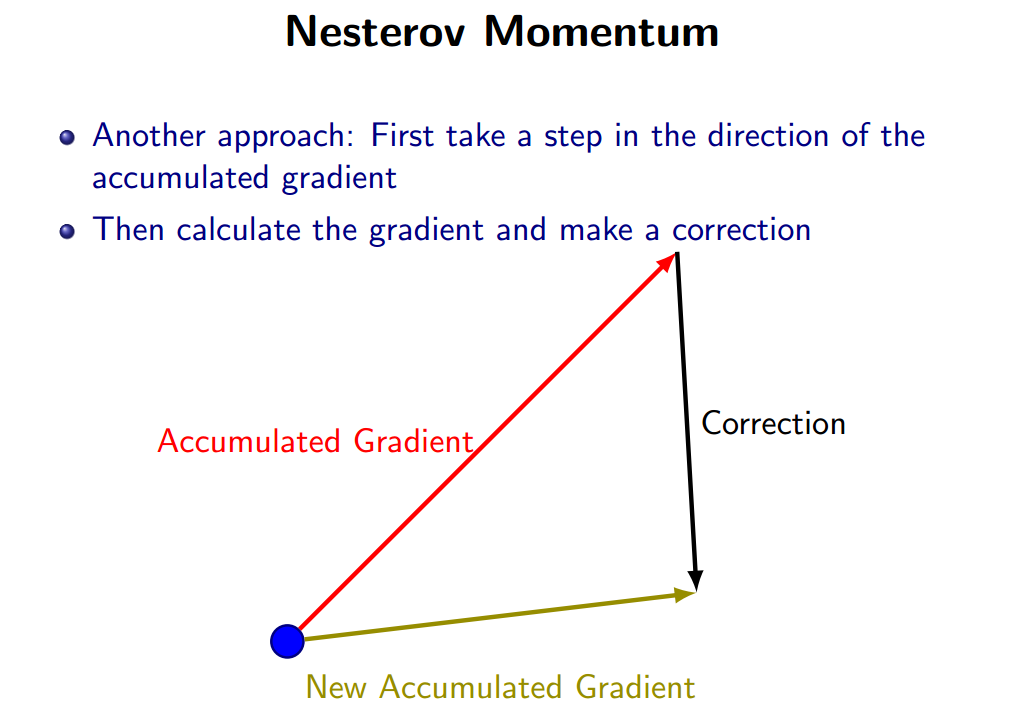 Nesterov Momentum
Another approach: First take a step in the direction of the
accumulated gradient
Then calculate the gradient and make a correction
Correction
Accumulated Gradient
New Accumulated Gradient